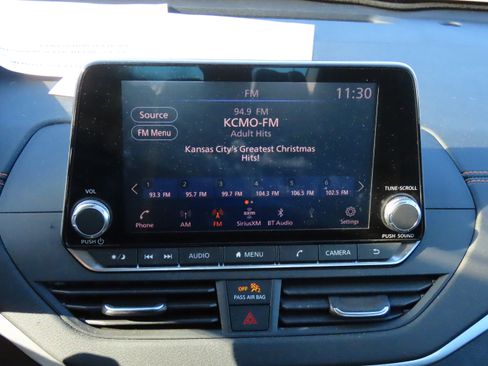 FM 11:30
Source
94.9 FM
KCMO-FM
FM Menu
Adult Hits
Kansas City's Greatest Christmas
Hits!
1 2 3 4 5 6
93.3 FM 95.7 FM 99.7 FM 104.3 FM 106.5 FM 102.5 FM
VOL
TUNE•SCROLL
((sxm))
Phone AM FM SiriusXM BT Audio Settings
PUSH
PUSH SOUND
AUDIO MENU CAMERA
OFF
PASS AIR BAG